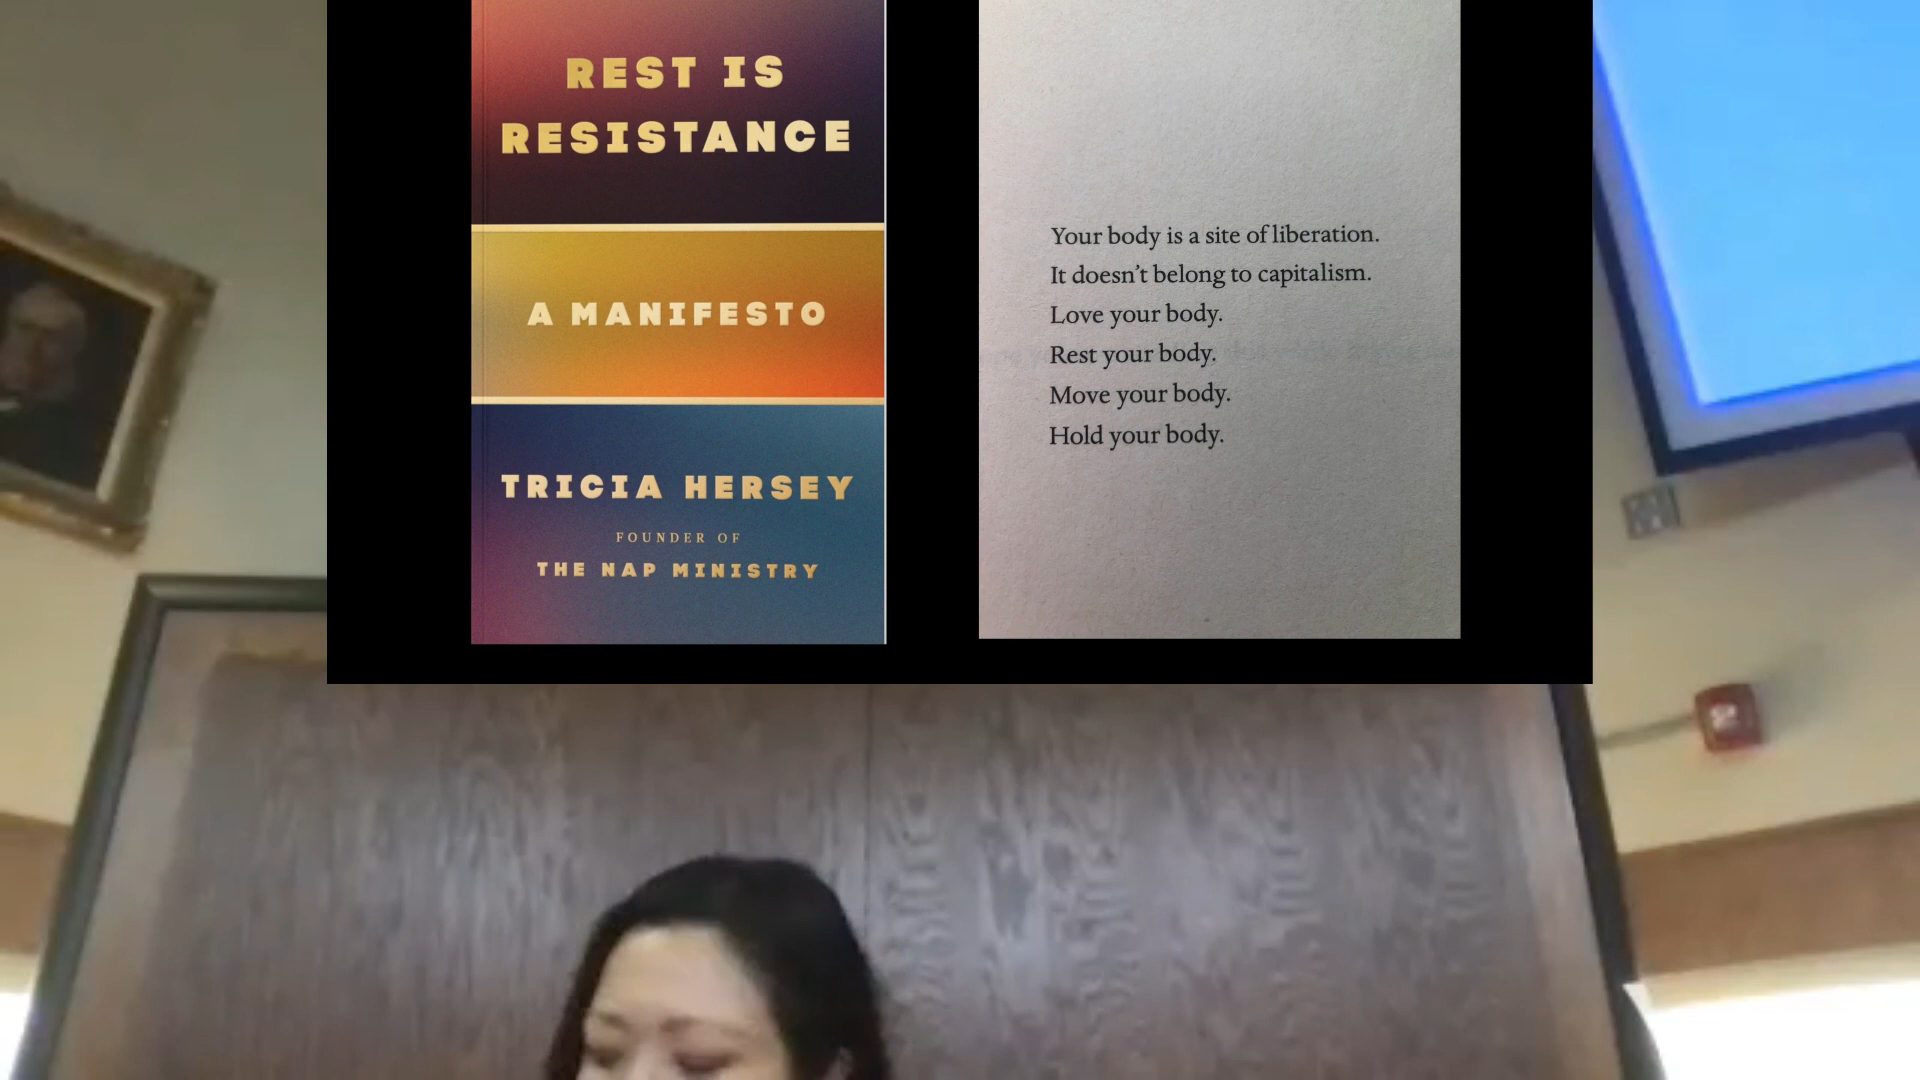 REST IS
RESISTANCE
A MANIFESTO
TRICIA HERSEY
FOUNDER OF
THE NAP MINISTRY
Your body is a site of liberation.
It doesn't belong to capitalism.
Love your body.
Rest your body.
Move your body.
Hold your body.